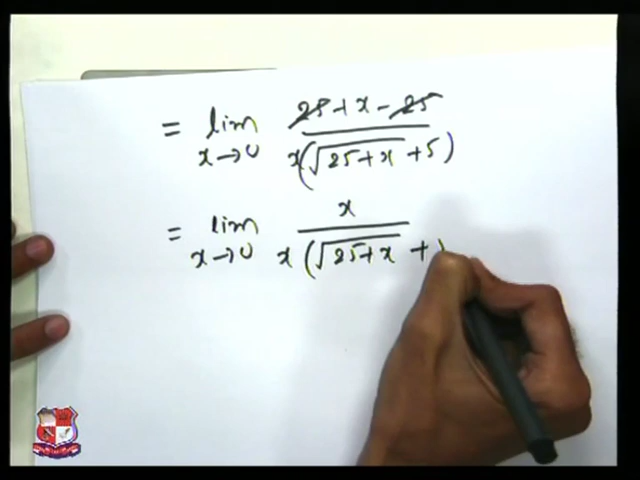 = lim 25+x-25
x→0 x(√25+x +5)
= lim x
x→0 x (√25+x +